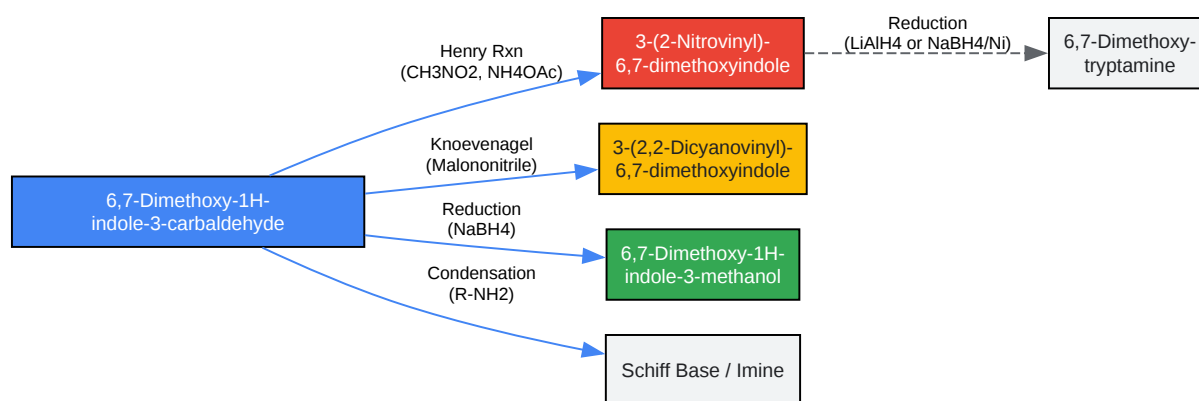 Henry Rxn
(CH3NO2, NH4OAc)
3-(2-Nitrovinyl)-
6,7-dimethoxyindole
Reduction
(LiAlH4 or NaBH4/Ni)
6,7-Dimethoxy-
tryptamine
Knoevenagel
(Malononitrile)
3-(2,2-Dicyanovinyl)-
6,7-dimethoxyindole
6,7-Dimethoxy-1H-
indole-3-carbaldehyde
Reduction
(NaBH4)
6,7-Dimethoxy-1H-
indole-3-methanol
Condensation
(R-NH2)
Schiff Base / Imine